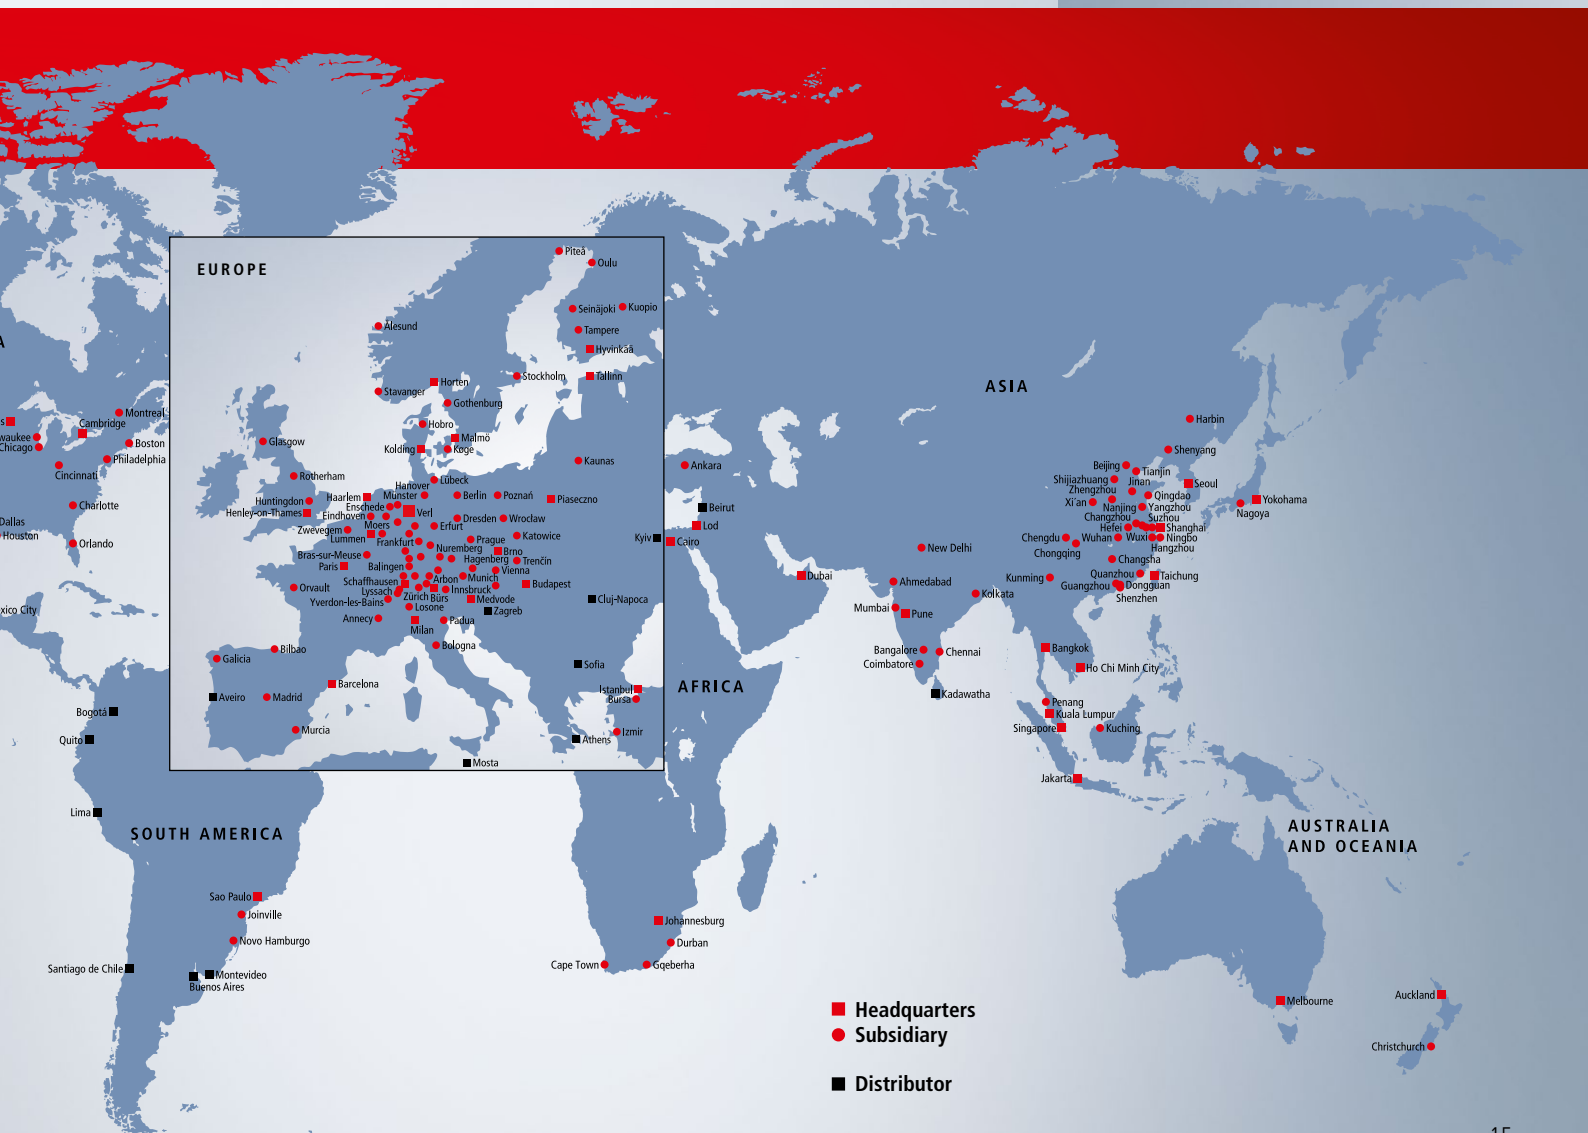 EUROPE
Piteå
Oulu
Seinäjoki
Kuopio
Ålesund
Tampere
Hyvinkää
Horten
Stockholm
Tallinn
Stavanger
Gothenburg
Hobro
Malmö
Kolding
Køge
Glasgow
Kaunas
Rotherham
Lübeck
Hanover
Haarlem
Münster
Berlin
Poznań
Piaseczno
Huntingdon
Enschede
Henley-on-Thames
Eindhoven
Verl
Moers
Erfurt
Dresden
Wrocław
Zwevegem
Lummen
Frankfurt
Prague
Katowice
Kyiv
Nuremberg
Brno
Bras-sur-Meuse
Hagenberg
Trenčín
Paris
Balingen
Vienna
Schaffhausen
Arbon
Munich
Budapest
Orvault
Lyssach
Zürich
Bürs
Innsbruck
Yverdon-les-Bains
Medvode
Cluj-Napoca
Losone
Zagreb
Annecy
Milan
Padua
Bologna
Bilbao
Galicia
Sofia
Barcelona
Istanbul
Bursa
Aveiro
Madrid
Murcia
Athens
Izmir
Mosta
A
s
Montreal
Cambridge
waukee
Chicago
Boston
Philadelphia
Cincinnati
Charlotte
Dallas
Houston
Orlando
xico City
Bogotá
Quito
Lima
SOUTH AMERICA
Sao Paulo
Joinville
Novo Hamburgo
Santiago de Chile
Montevideo
Buenos Aires
AFRICA
Ankara
Beirut
Lod
Cairo
Dubai
Johannesburg
Durban
Cape Town
Gqeberha
ASIA
Harbin
Shenyang
Beijing
Tianjin
Shijiazhuang
Jinan
Seoul
Zhengzhou
Qingdao
Yokohama
Xi'an
Nanjing
Yangzhou
Nagoya
Changzhou
Suzhou
Hefei
Shanghai
Chengdu
Wuhan
Wuxi
Ningbo
Chongqing
Hangzhou
New Delhi
Changsha
Quanzhou
Taichung
Kunming
Ahmedabad
Guangzhou
Dongguan
Kolkata
Shenzhen
Mumbai
Pune
Bangalore
Chennai
Bangkok
Coimbatore
Ho Chi Minh City
Kadawatha
Penang
Kuala Lumpur
Singapore
Kuching
Jakarta
AUSTRALIA
AND OCEANIA
Melbourne
Auckland
Christchurch
Headquarters
Subsidiary
Distributor